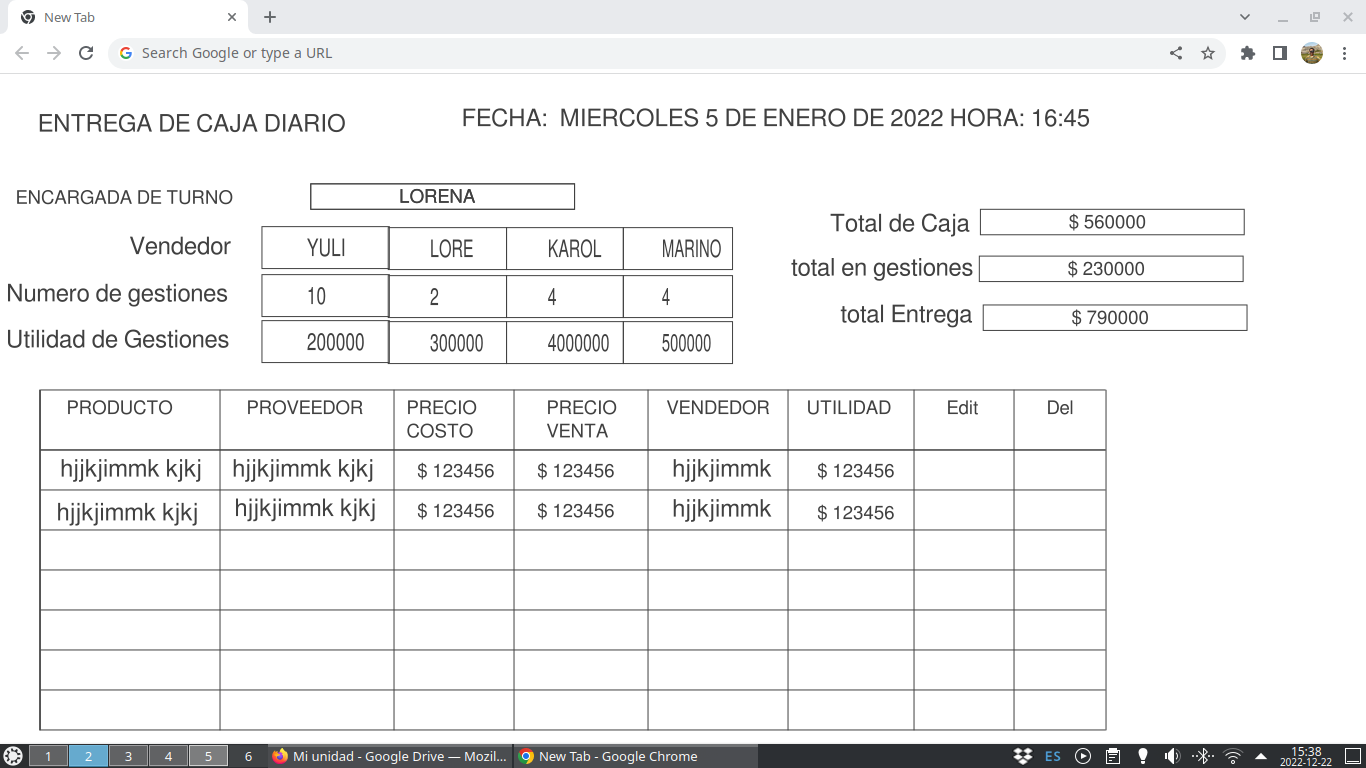 New Tab
Search Google or type a URL
ENTREGA DE CAJA DIARIO
FECHA: MIERCOLES 5 DE ENERO DE 2022 HORA: 16:45
ENCARGADA DE TURNO LORENA
Vendedor YULI LORE KAROL MARINO
Numero de gestiones 10 2 4 4
Utilidad de Gestiones 200000 300000 4000000 500000
Total de Caja $ 560000
total en gestiones $ 230000
total Entrega $ 790000
PRODUCTO PROVEEDOR PRECIO COSTO PRECIO VENTA VENDEDOR UTILIDAD Edit Del
hjjkjimmk kjkj hjjkjimmk kjkj $ 123456 $ 123456 hjjkjimmk $ 123456
hjjkjimmk kjkj hjjkjimmk kjkj $ 123456 $ 123456 hjjkjimmk $ 123456
1 2 3 4 5 6 Mi unidad - Google Drive — Mozil... New Tab - Google Chrome ES 15:38
2022-12-22